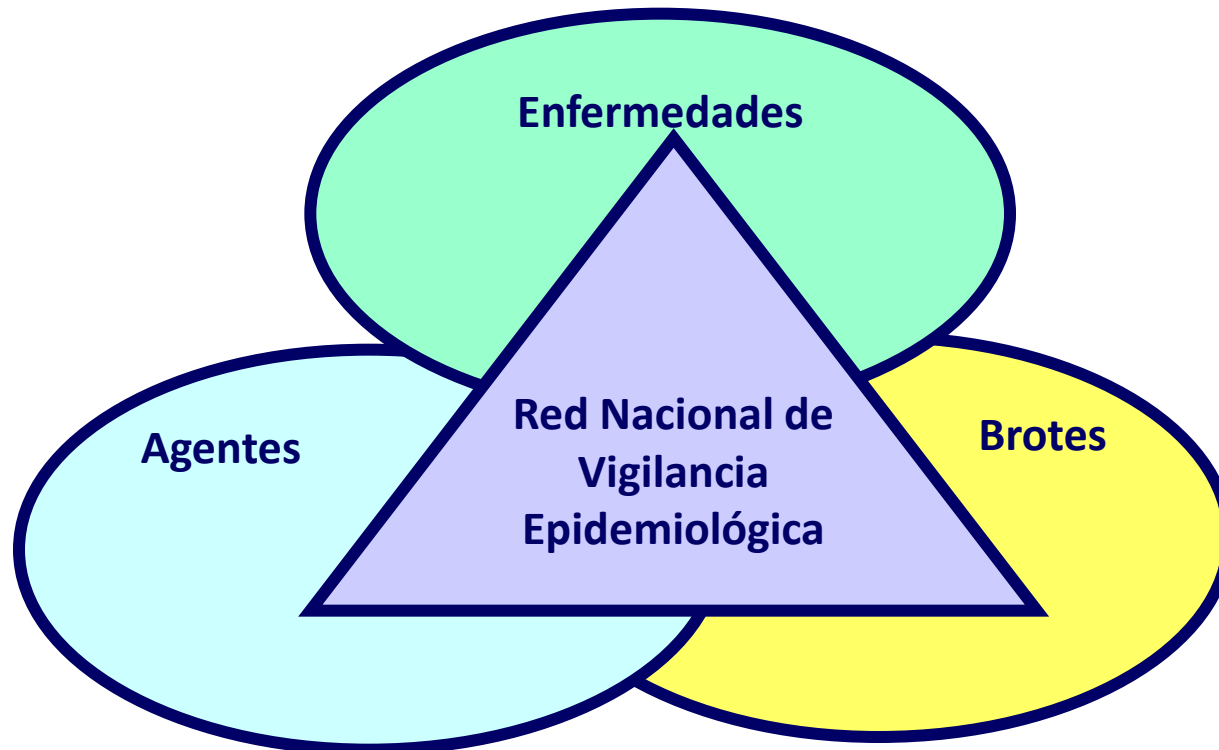 Enfermedades
Agentes
Red Nacional de
Vigilancia
Epidemiológica
Brotes